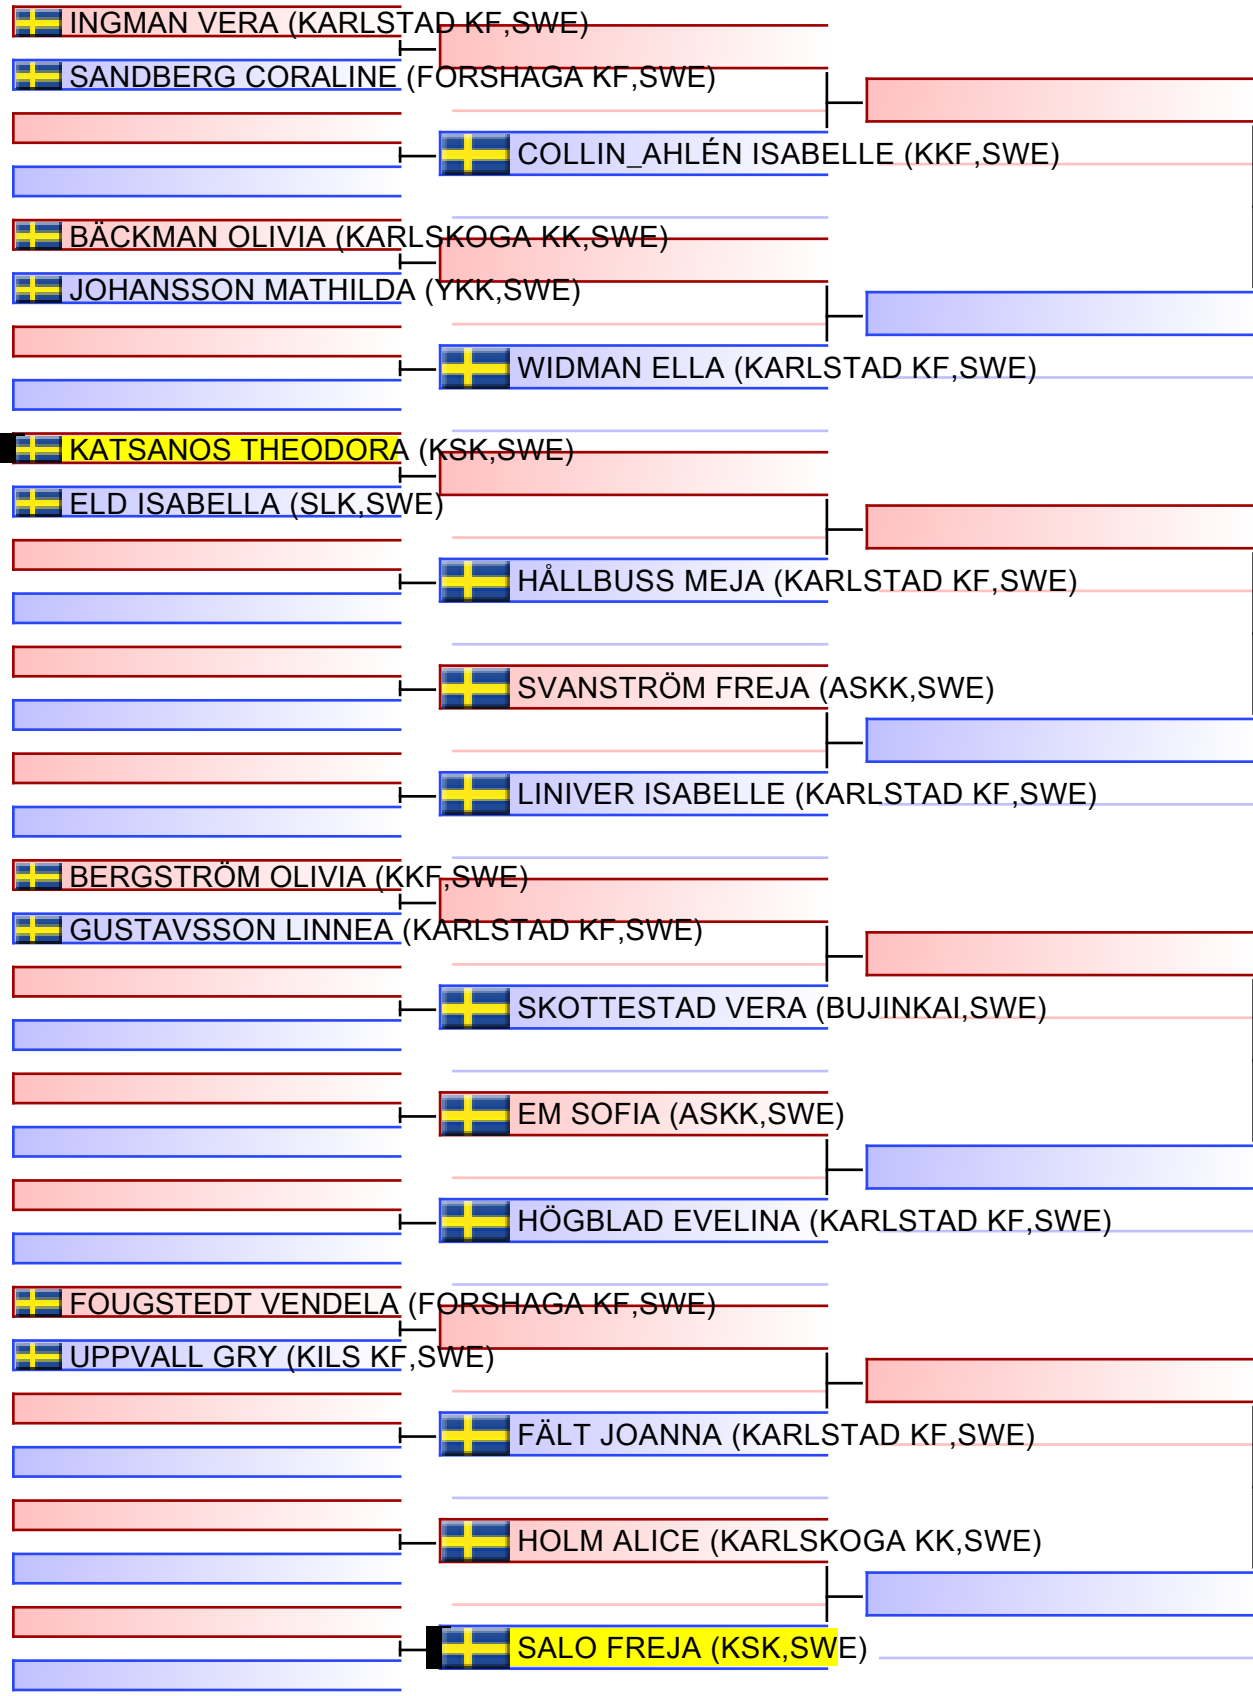 INGMAN VERA (KARLSTAD KF,SWE)
SANDBERG CORALINE (FORSHAGA KF,SWE)
COLLIN_AHLÉN ISABELLE (KKF,SWE)
BÄCKMAN OLIVIA (KARLSKOGA KK,SWE)
JOHANSSON MATHILDA (YKK,SWE)
WIDMAN ELLA (KARLSTAD KF,SWE)
KATSANOS THEODORA (KSK,SWE)
ELD ISABELLA (SLK,SWE)
HÅLLBUSS MEJA (KARLSTAD KF,SWE)
SVANSTRÖM FREJA (ASKK,SWE)
LINIVER ISABELLE (KARLSTAD KF,SWE)
BERGSTRÖM OLIVIA (KKF,SWE)
GUSTAVSSON LINNEA (KARLSTAD KF,SWE)
SKOTTESTAD VERA (BUJINKAI,SWE)
EM SOFIA (ASKK,SWE)
HÖGBLAD EVELINA (KARLSTAD KF,SWE)
FOUGSTEDT VENDELA (FORSHAGA KF,SWE)
UPPVALL GRY (KILS KF,SWE)
FÄLT JOANNA (KARLSTAD KF,SWE)
HOLM ALICE (KARLSKOGA KK,SWE)
SALO FREJA (KSK,SWE)